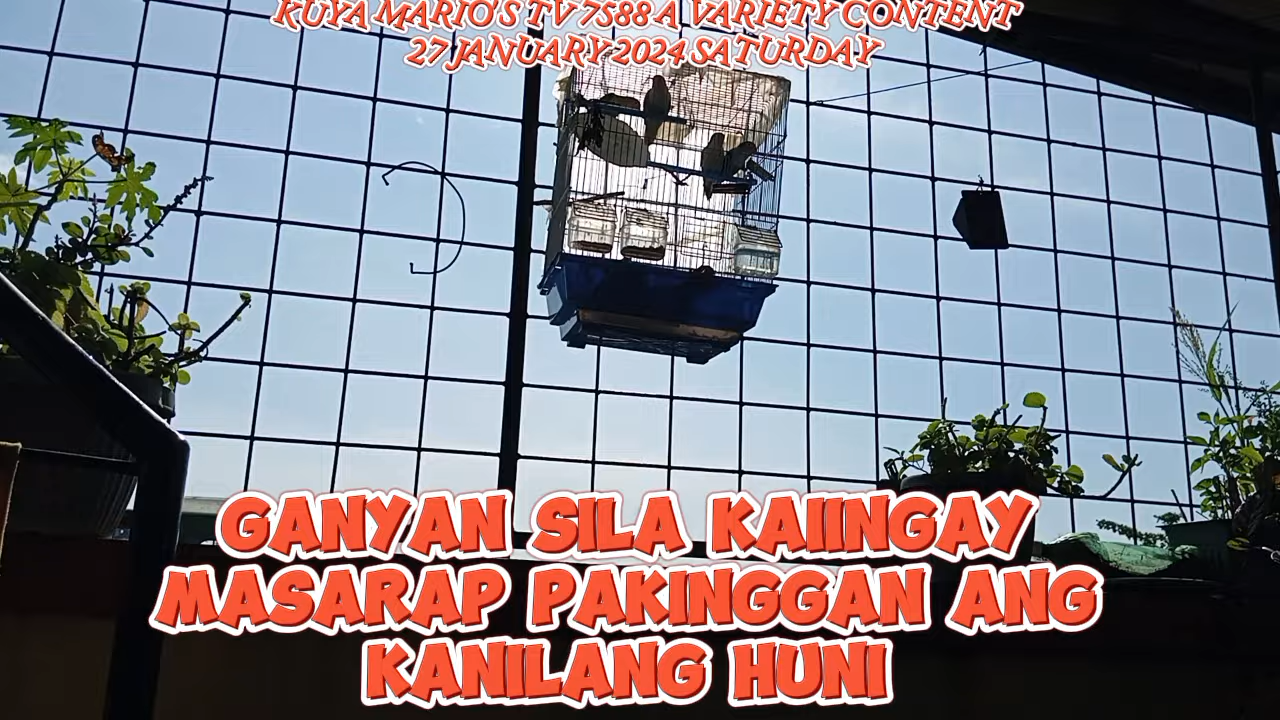 KUYA MARIO'S TV 7588 A VARIETY CONTENT
27 JANUARY 2024 SATURDAY
GANYAN SILA KAIINGAY
MASARAP PAKINGGAN ANG
KANILANG HUNI